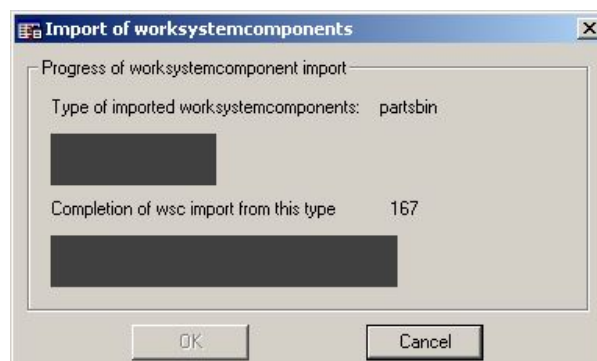 Import of worksystemcomponents
Progress of worksystemcomponent import
Type of imported worksystemcomponents: partsbin
Completion of wsc import from this type 167
OK Cancel